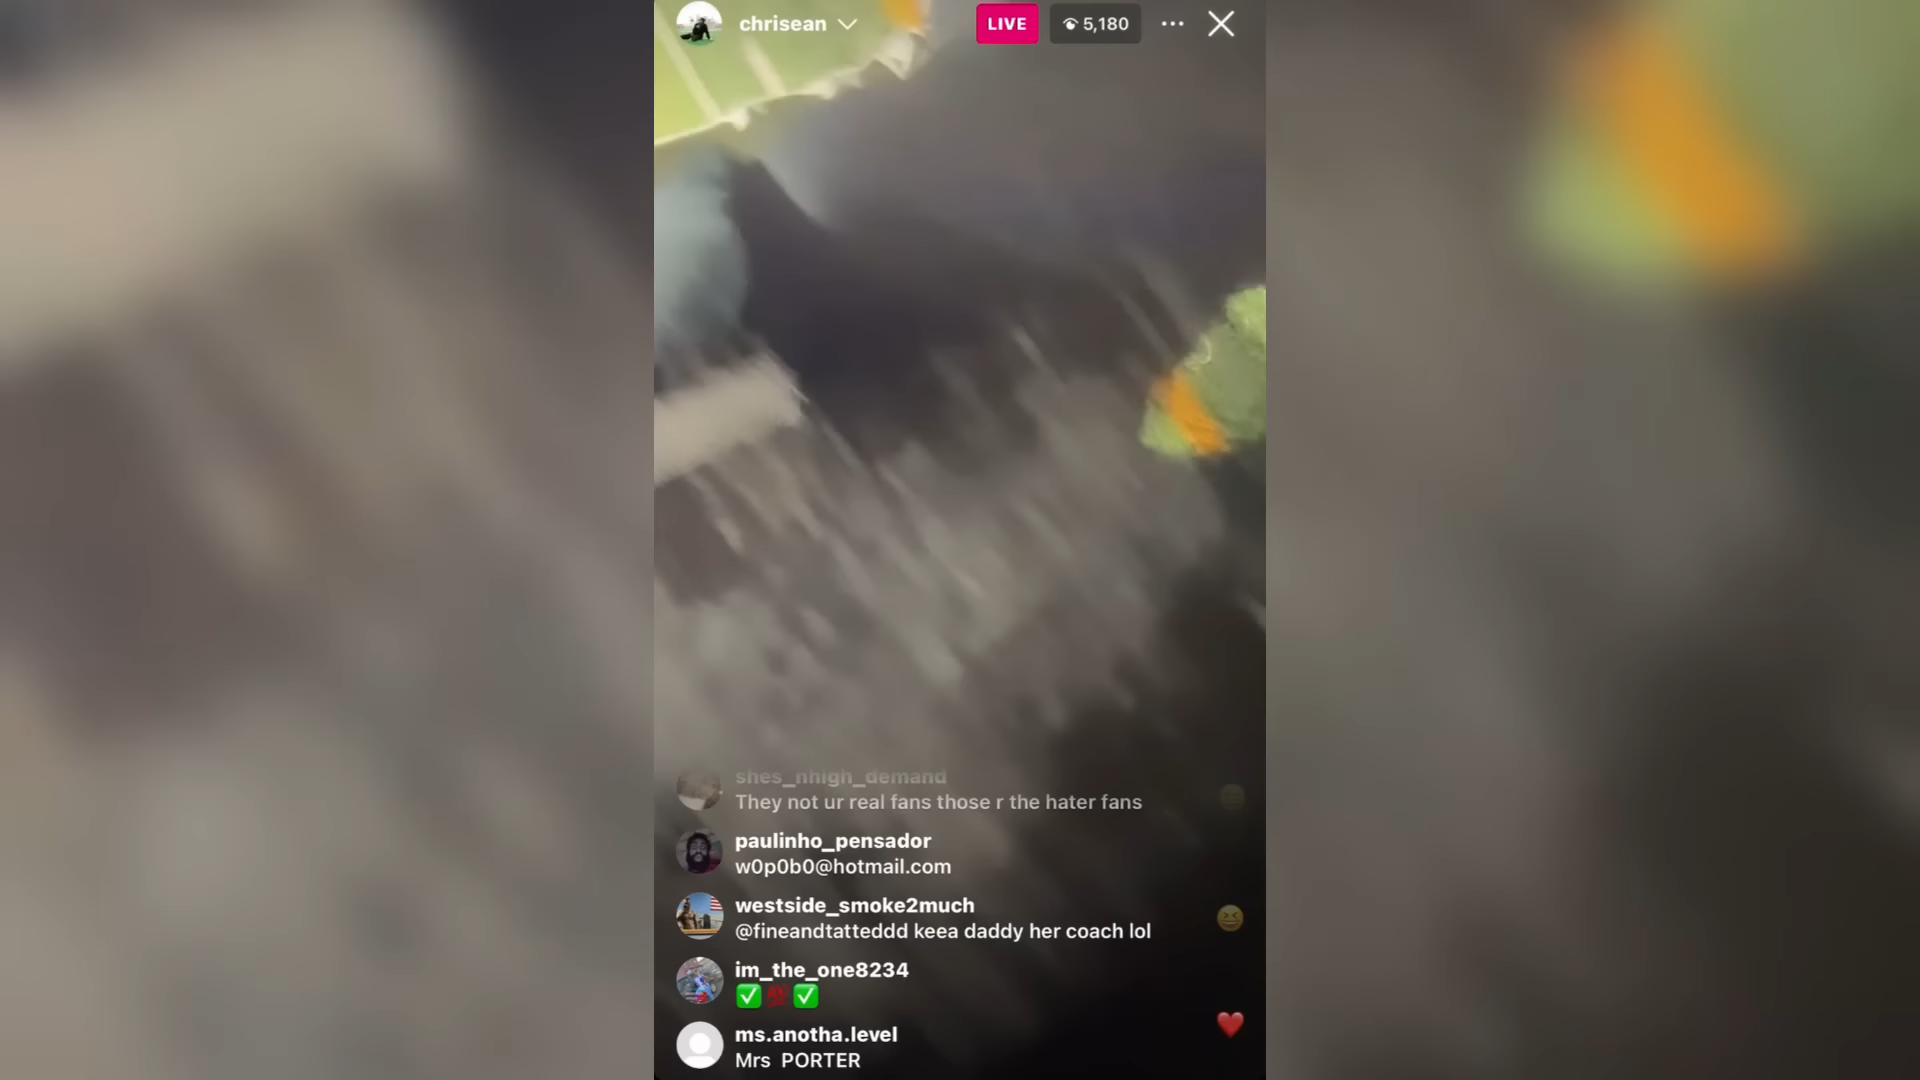 chrisean
LIVE
5,180
shes_nhigh_demand
They not ur real fans those r the hater fans
paulinho_pensador
w0p0b0@hotmail.com
westside_smoke2much
@fineandtatteddd keea daddy her coach lol
im_the_one8234
✅💯✅
ms.anotha.level
Mrs PORTER